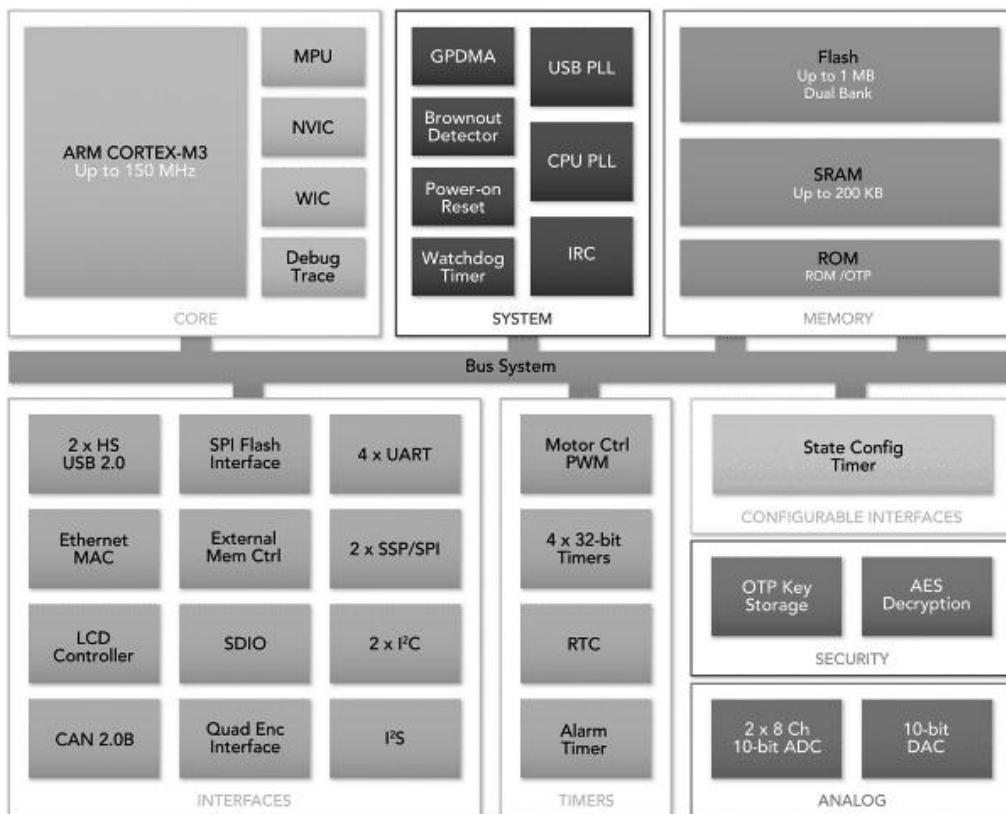 ARM CORTEX-M3
Up to 150 MHz
MPU
NVIC
WIC
Debug
Trace
CORE
GPDMA
Brownout
Detector
Power-on
Reset
Watchdog
Timer
USB PLL
CPU PLL
IRC
SYSTEM
Flash
Up to 1 MB
Dual Bank
SRAM
Up to 200 KB
ROM
ROM /OTP
MEMORY
Bus System
2 x HS
USB 2.0
SPI Flash
Interface
4 x UART
Ethernet
MAC
External
Mem Ctrl
2 x SSP/SPI
LCD
Controller
SDIO
2 x I²C
CAN 2.0B
Quad Enc
Interface
I²S
INTERFACES
Motor Ctrl
PWM
4 x 32-bit
Timers
RTC
Alarm
Timer
TIMERS
State Config
Timer
CONFIGURABLE INTERFACES
OTP Key
Storage
AES
Decryption
SECURITY
2 x 8 Ch
10-bit ADC
10-bit
DAC
ANALOG